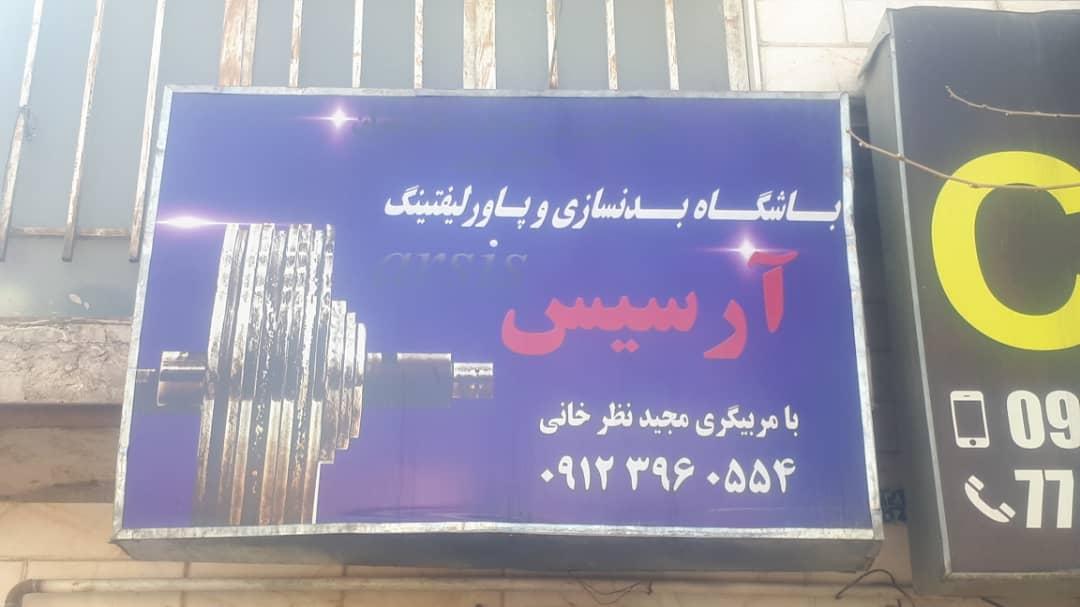 باشگاه بدنسازی و پاورلیفتینگ
arsis
آرسیس
با مربیگری مجید نظر خانی
۰۹۱۲ ۳۹۶ ۰۵۵۴
C
09
77